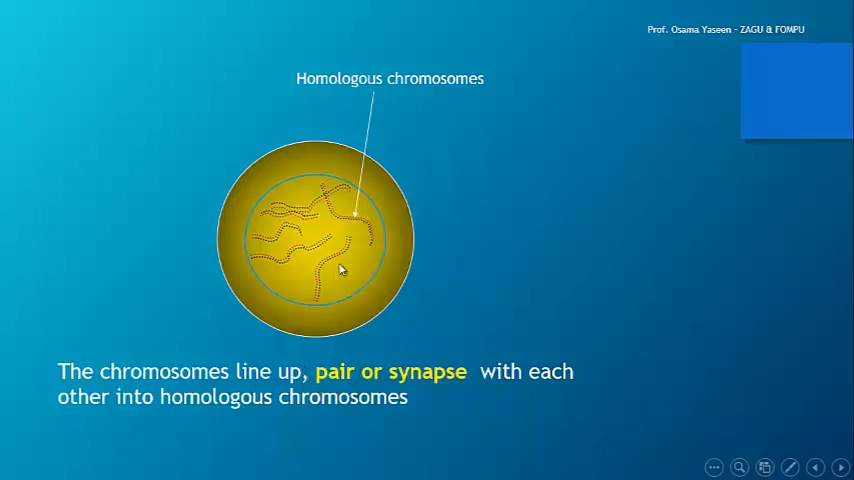 Prof. Osama Yaseen - ZAGU & FOMPU
Homologous chromosomes
The chromosomes line up, pair or synapse with each
other into homologous chromosomes